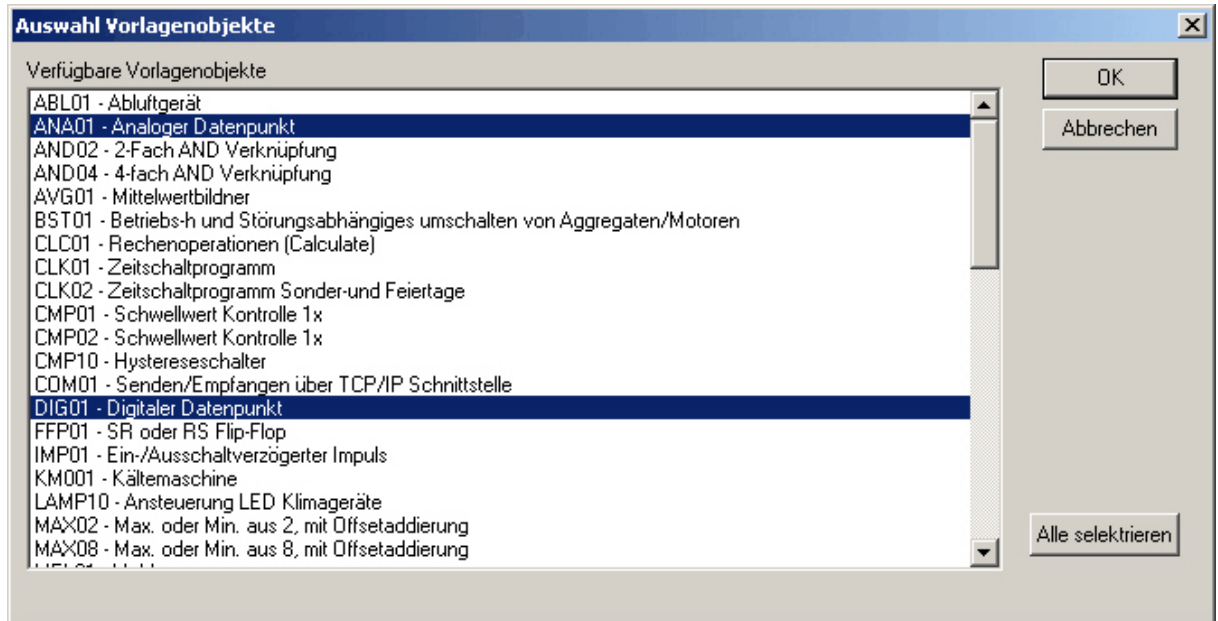 Auswahl Vorlagenobjekte
Verfügbare Vorlagenobjekte
ABL01 - Abluftgerät
ANA01 - Analoger Datenpunkt
AND02 - 2-Fach AND Verknüpfung
AND04 - 4-fach AND Verknüpfung
AVG01 - Mittelwertbildner
BST01 - Betriebs-h und Störungsabhängiges umschalten von Aggregaten/Motoren
CLC01 - Rechenoperationen (Calculate)
CLK01 - Zeitschaltprogramm
CLK02 - Zeitschaltprogramm Sonder-und Feiertage
CMP01 - Schwellwert Kontrolle 1x
CMP02 - Schwellwert Kontrolle 1x
CMP10 - Hystereseschalter
COM01 - Senden/Empfangen über TCP/IP Schnittstelle
DIG01 - Digitaler Datenpunkt
FFP01 - SR oder RS Flip-Flop
IMP01 - Ein-/Ausschaltverzögerter Impuls
KM001 - Kältemaschine
LAMP10 - Ansteuerung LED Klimageräte
MAX02 - Max. oder Min. aus 2, mit Offsetaddierung
MAX08 - Max. oder Min. aus 8, mit Offsetaddierung
OK
Abbrechen
Alle selektrieren